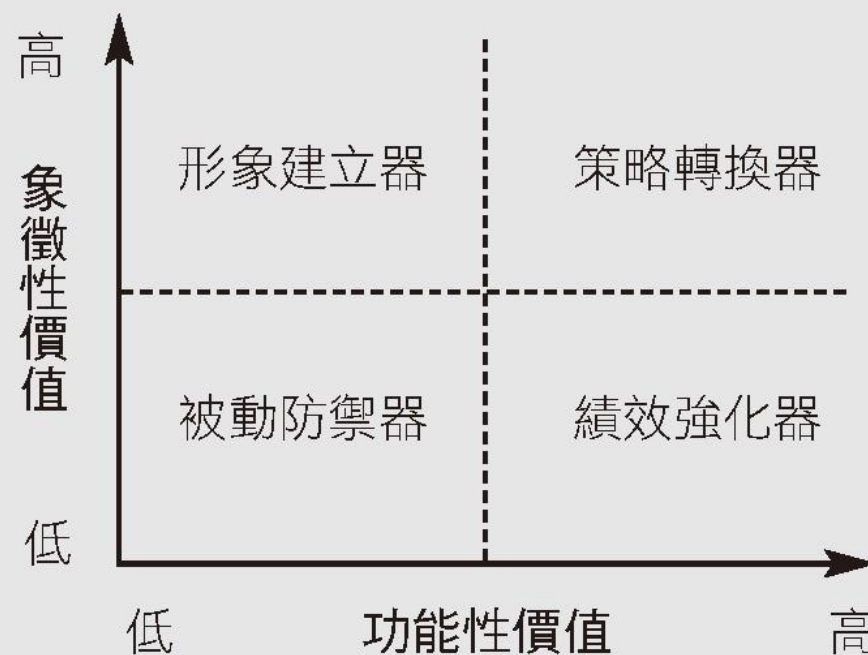 高
象徵性價值
低
形象建立器
策略轉換器
被動防禦器
績效強化器
低
功能性價值
高